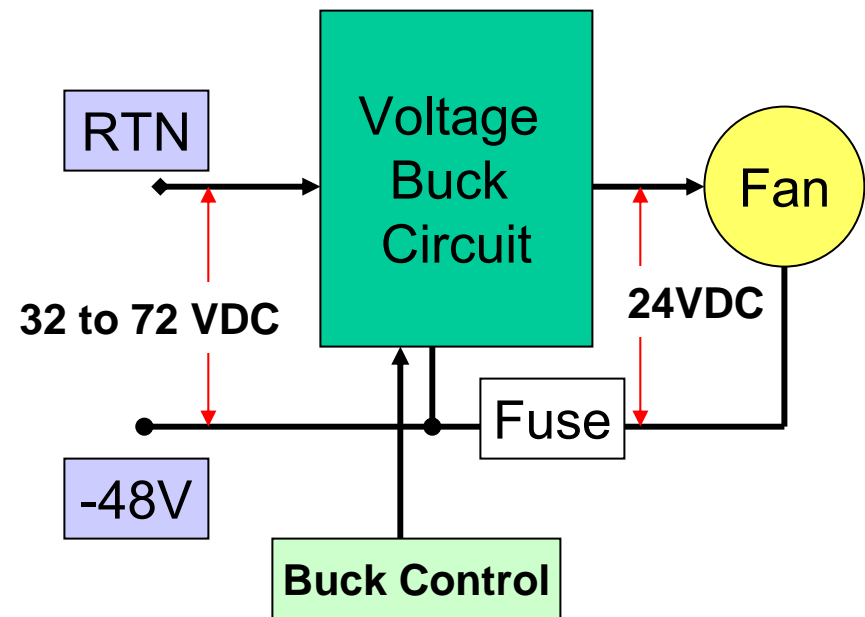 RTN
Voltage
Buck
Circuit
Fan
32 to 72 VDC
24VDC
Fuse
-48V
Buck Control